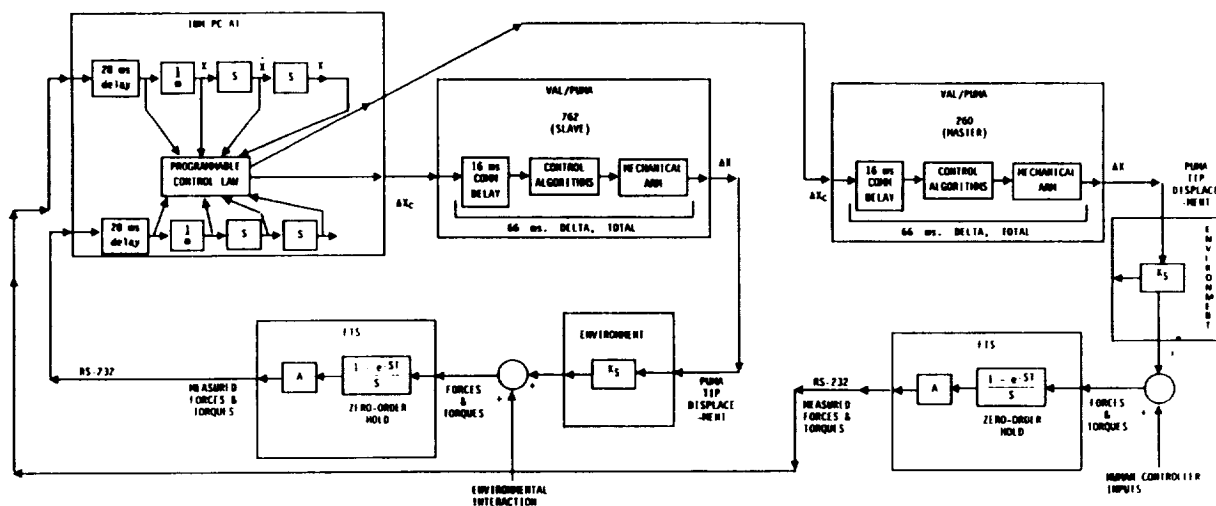 IBM PC AT
20 ms
delay
1
m
Ẍ
S
Ẋ
S
X
PROGRAMMABLE
CONTROL LAW
20 ms
delay
1
m
S
S
ΔXC
VAL/PUMA
762
(SLAVE)
16 ms
COMM
DELAY
CONTROL
ALGORITHMS
MECHANICAL
ARM
66 ms. DELTA, TOTAL
ΔX
VAL/PUMA
260
(MASTER)
ΔXC
16 ms
COMM
DELAY
CONTROL
ALGORITHMS
MECHANICAL
ARM
66 ms. DELTA, TOTAL
ΔX
PUMA
TIP
DISPLACE
-MENT
ENVIRONMENT
KS
+
+
HUMAN CONTROLLER
INPUTS
FTS
FORCES
&
TORQUES
1 - e-ST
S
ZERO-ORDER
HOLD
A
RS-232
MEASURED
FORCES &
TORQUES
ENVIRONMENT
KS
PUMA
TIP
DISPLACE
-MENT
+
+
ENVIRONMENTAL
INTERACTION
FTS
FORCES
&
TORQUES
1 - e-ST
S
ZERO-ORDER
HOLD
A
RS-232
MEASURED
FORCES &
TORQUES